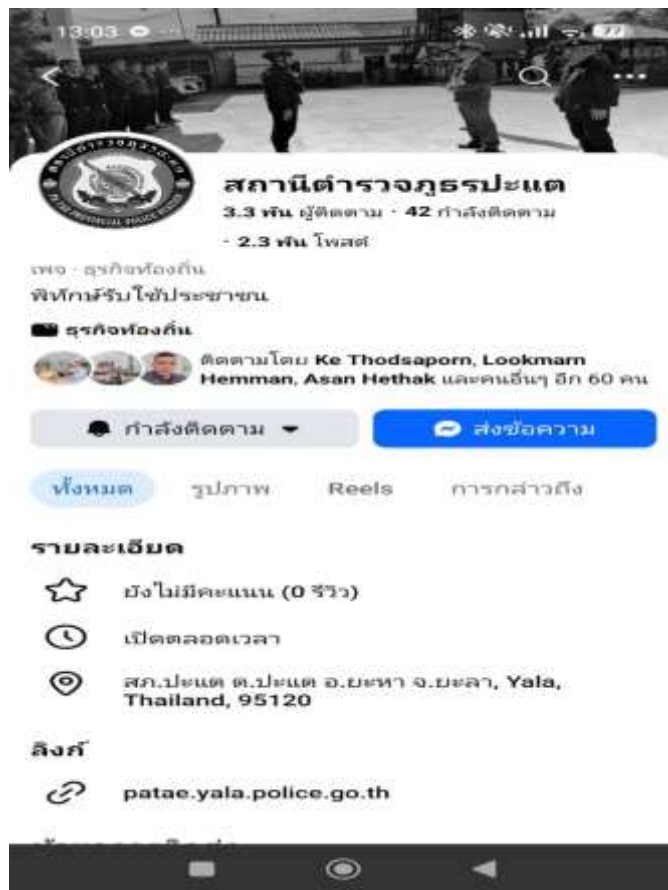 13:03
77
สถานีตำรวจภูธรปะแต
3.3 พัน ผู้ติดตาม · 42 กำลังติดตาม
· 2.3 พัน โพสต์
เพจ · ธุรกิจท้องถิ่น
พิทักษ์รับใช้ประชาชน
ธุรกิจท้องถิ่น
ติดตามโดย Ke Thodsaporn, Lookmarn
Hemman, Asan Hethak และคนอื่นๆ อีก 60 คน
กำลังติดตาม
ส่งข้อความ
ทั้งหมด รูปภาพ Reels การกล่าวถึง
รายละเอียด
ยังไม่มีคะแนน (0 รีวิว)
เปิดตลอดเวลา
สภ.ปะแต ต.ปะแต อ.ยะหา จ.ยะลา, Yala,
Thailand, 95120
ลิงก์
patae.yala.police.go.th